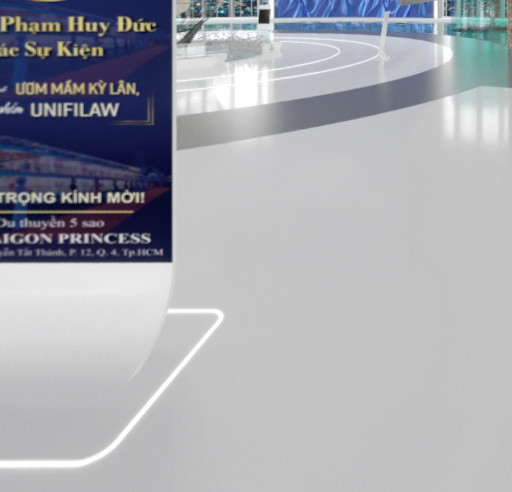 Phạm Huy Đức
ác Sự Kiện
ƯƠM MẦM KỲ LÂN,
UNIFILAW
TRỌNG KÍNH MỜI!
Du thuyền 5 sao
AIGON PRINCESS
yễn Tất Thành, P. 12, Q. 4, Tp.HCM